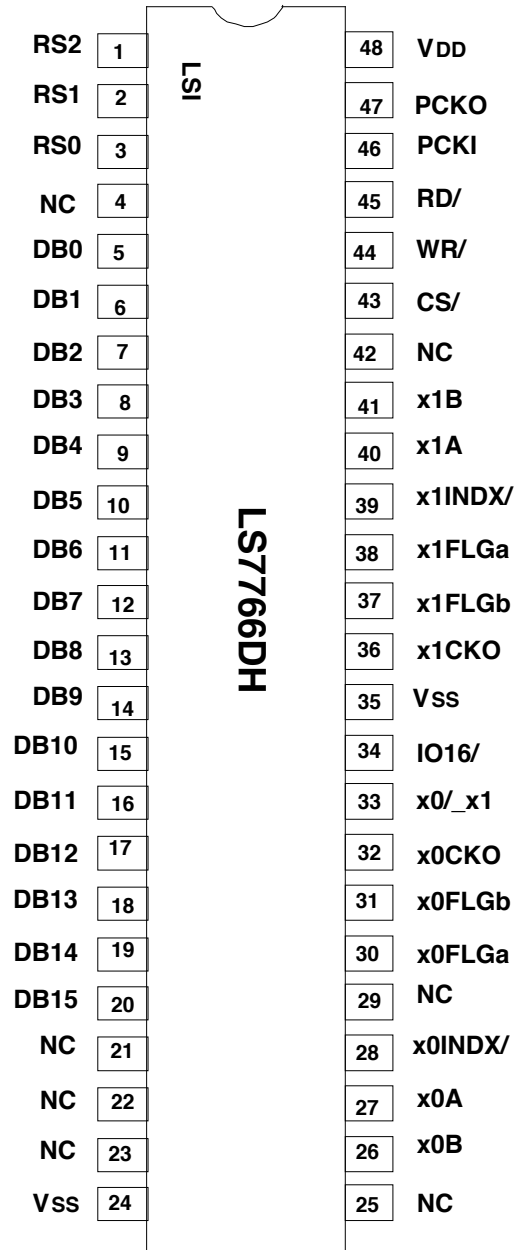 RS2 1 48 VDD
LSI
RS1 2 47 PCKO
RS0 3 46 PCKI
NC 4 45 RD/
DB0 5 44 WR/
DB1 6 43 CS/
DB2 7 42 NC
DB3 8 41 x1B
DB4 9 40 x1A
DB5 10 39 x1INDX/
DB6 11 38 x1FLGa
DB7 12 37 x1FLGb
LS7766DH
DB8 13 36 x1CKO
DB9 14 35 VSS
DB10 15 34 IO16/
DB11 16 33 x0/_x1
DB12 17 32 x0CKO
DB13 18 31 x0FLGb
DB14 19 30 x0FLGa
DB15 20 29 NC
NC 21 28 x0INDX/
NC 22 27 x0A
NC 23 26 x0B
VSS 24 25 NC